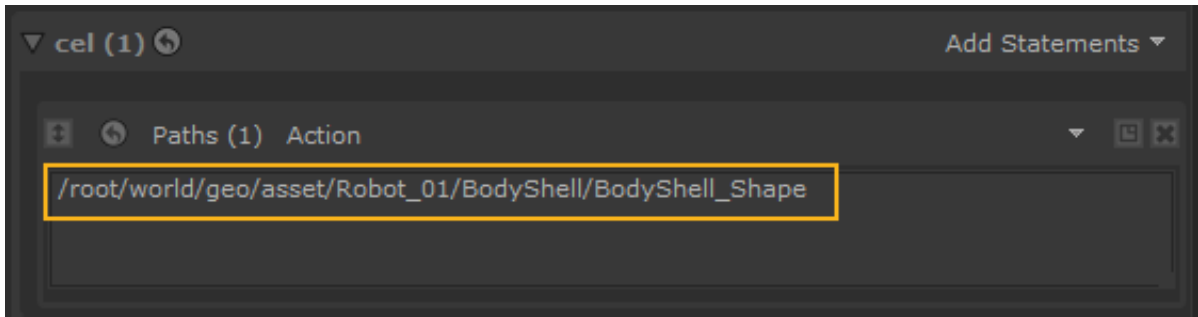 cel (1) Add Statements
Paths (1) Action
/root/world/geo/asset/Robot_01/BodyShell/BodyShell_Shape